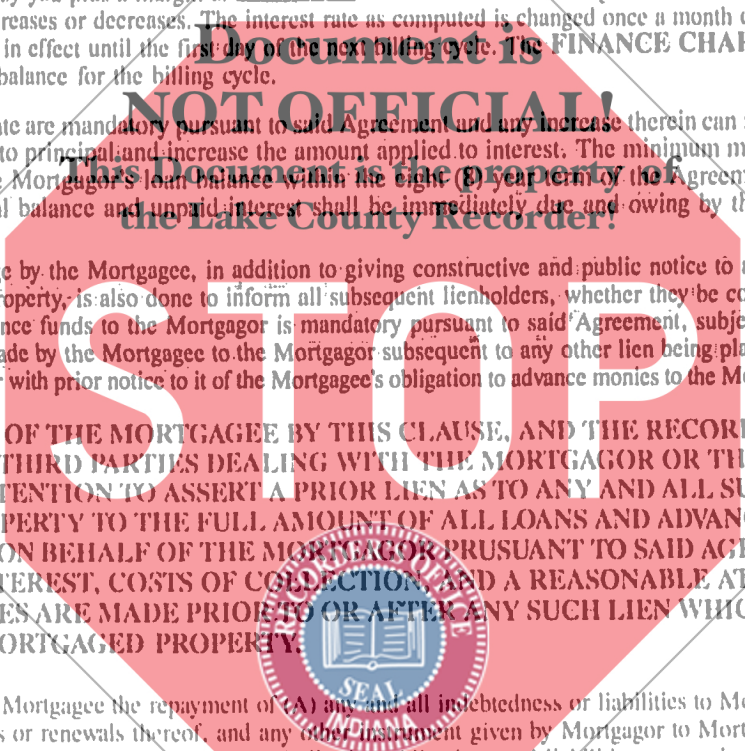 reases or decreases. The interest rate as computed is changed once a month o
Document is
in effect until the first day of the next billing cycle. The FINANCE CHAR
balance for the billing cycle.
NOT OFFICIAL!
te are mandatory pursuant to said Agreement and any increase therein can
to principal and increase the amount applied to interest. The minimum m
This Document is the property of
Mortgagor's loan balance within the eight (8) year term of the Agreem
l balance and unpaid interest shall be immediately due and owing by th
the Lake County Recorder!
e by the Mortgagee, in addition to giving constructive and public notice to a
roperty, is also done to inform all subsequent lienholders, whether they be co
nce funds to the Mortgagor is mandatory pursuant to said Agreement, subje
ade by the Mortgagee to the Mortgagor subsequent to any other lien being pla
r with prior notice to it of the Mortgagee's obligation to advance monies to the Mo
STOP
OF THE MORTGAGEE BY THIS CLAUSE, AND THE RECOR
THIRD PARTIES DEALING WITH THE MORTGAGOR OR TH
TENTION TO ASSERT A PRIOR LIEN AS TO ANY AND ALL SU
PERTY TO THE FULL AMOUNT OF ALL LOANS AND ADVAN
ON BEHALF OF THE MORTGAGOR PRUSUANT TO SAID AG
TEREST, COSTS OF COLLECTION, AND A REASONABLE AT
ES ARE MADE PRIOR TO OR AFTER ANY SUCH LIEN WHIC
ORTGAGED PROPERTY.
RECORDER'S OFFICE
SEAL
INDIANA
Mortgagee the repayment of (A) any and all indebtedness or liabilities to Mo
s or renewals thereof, and any other instrument given by Mortgagor to Mort